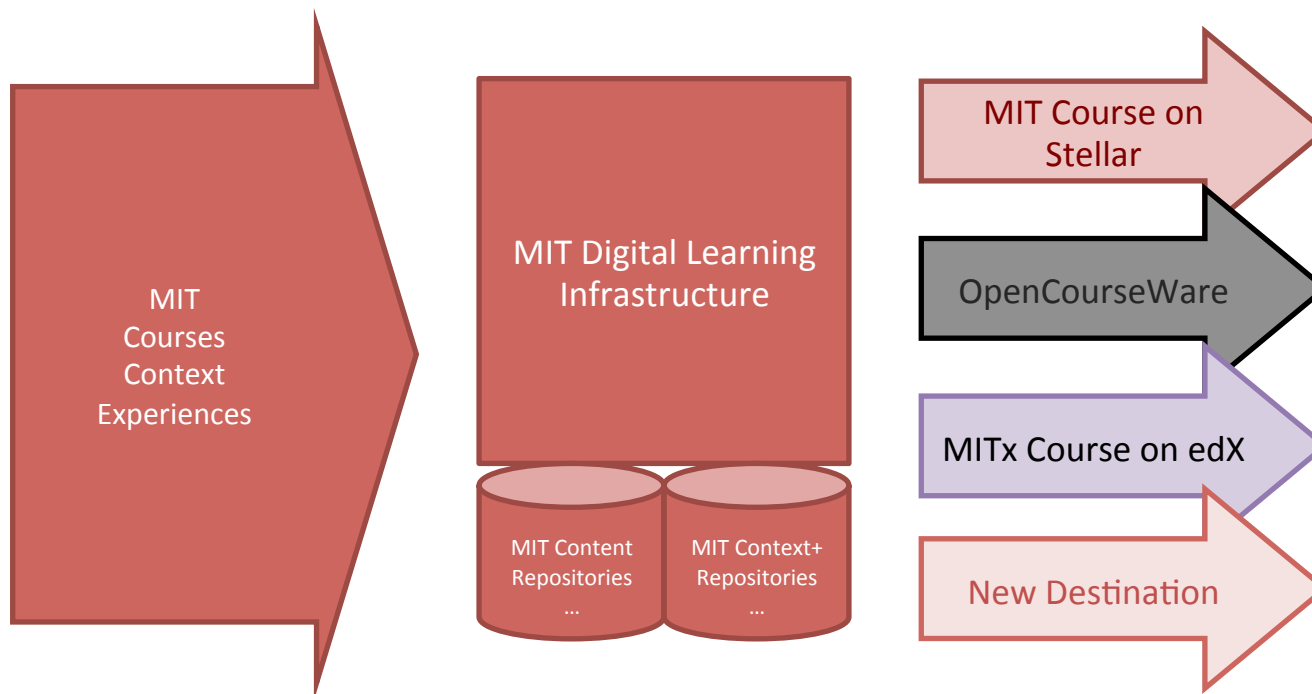 MIT
Courses
Context
Experiences
MIT Digital Learning
Infrastructure
MIT Content
Repositories
...
MIT Context+
Repositories
...
MIT Course on
Stellar
OpenCourseWare
MITx Course on edX
New Destination